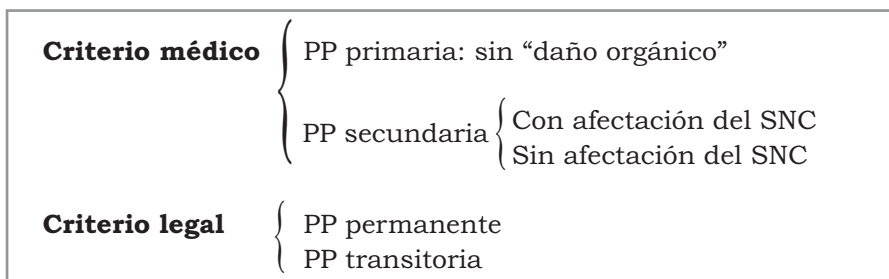 Criterio médico
PP primaria: sin “daño orgánico”
PP secundaria
Con afectación del SNC
Sin afectación del SNC
Criterio legal
PP permanente
PP transitoria